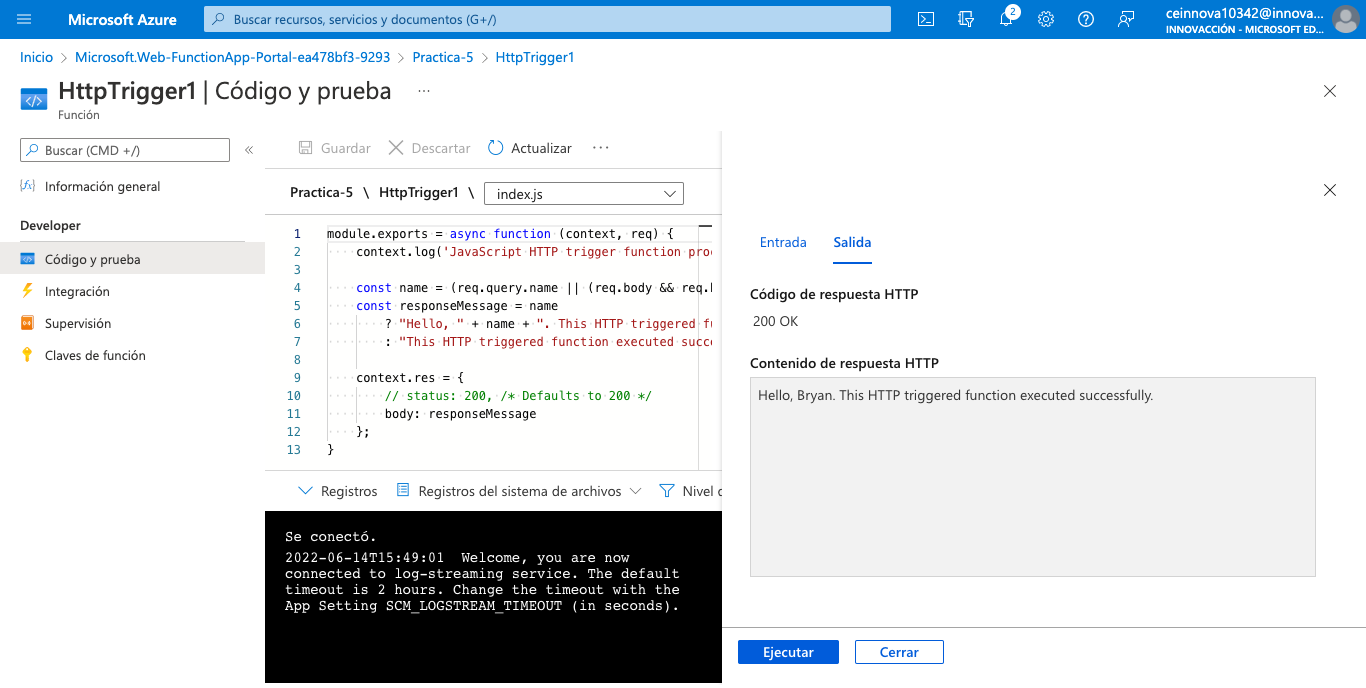 Microsoft Azure
Buscar recursos, servicios y documentos (G+/)
2
ceinnova10342@innova...
INNOVACCIÓN - MICROSOFT ED...
Inicio > Microsoft.Web-FunctionApp-Portal-ea478bf3-9293 > Practica-5 > HttpTrigger1
HttpTrigger1 | Código y prueba ...
Función
Buscar (CMD +/)
«
Información general
Developer
Código y prueba
Integración
Supervisión
Claves de función
Guardar
Descartar
Actualizar
...
Practica-5 \ HttpTrigger1 \ index.js
1 module.exports = async function (context, req) {
2 context.log('JavaScript HTTP trigger function
3
4 const name = (req.query.name || (req.body && req.
5 const responseMessage = name
6 ? "Hello, " + name + ". This HTTP triggered
7 : "This HTTP triggered function executed
8
9 context.res = {
10 // status: 200, /* Defaults to 200 */
11 body: responseMessage
12 };
13 }
Registros
Registros del sistema de archivos
Nivel
Se conectó.
2022-06-14T15:49:01 Welcome, you are now
connected to log-streaming service. The default
timeout is 2 hours. Change the timeout with the
App Setting SCM_LOGSTREAM_TIMEOUT (in seconds).
Entrada
Salida
Código de respuesta HTTP
200 OK
Contenido de respuesta HTTP
Hello, Bryan. This HTTP triggered function executed successfully.
Ejecutar
Cerrar